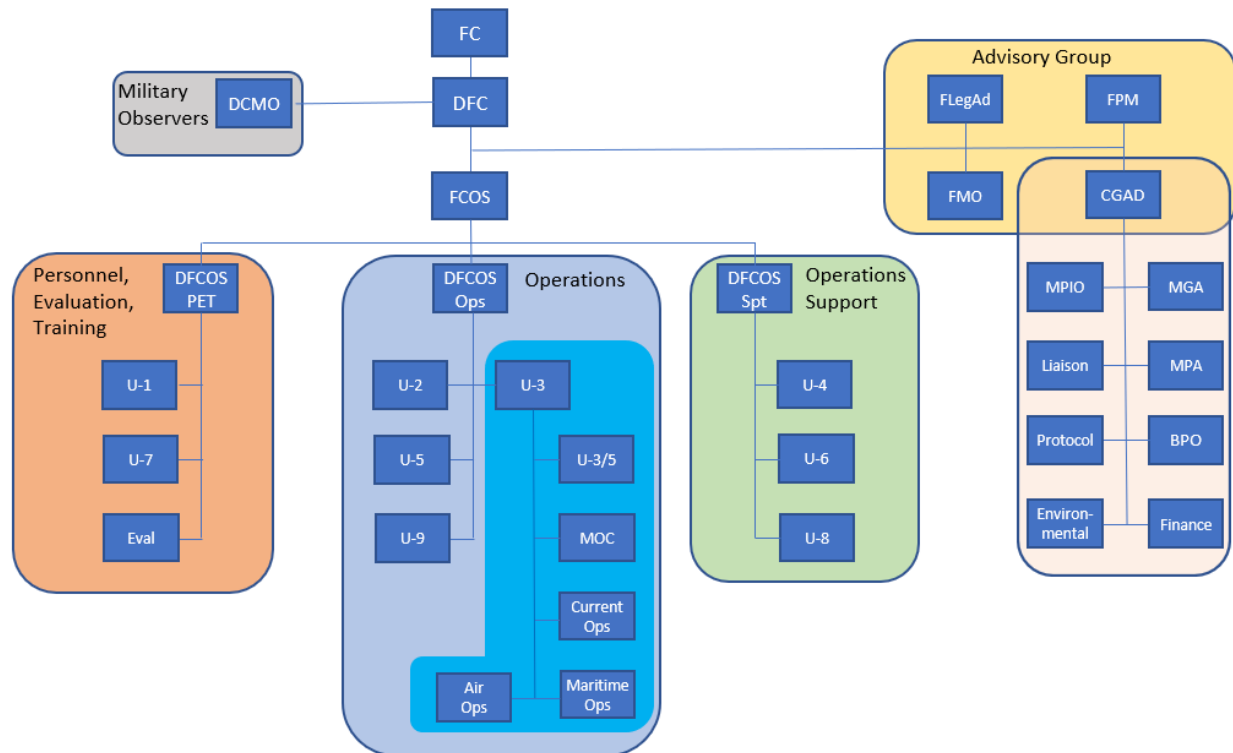 FC
Advisory Group
Military
Observers
DCMO
DFC
FLegAd
FPM
FCOS
FMO
CGAD
Personnel,
Evaluation,
Training
DFCOS
PET
DFCOS
Ops
Operations
DFCOS
Spt
Operations
Support
MPIO
MGA
U-1
U-2
U-3
U-4
Liaison
MPA
U-7
U-5
U-3/5
U-6
Protocol
BPO
Eval
U-9
MOC
U-8
Environ-
mental
Finance
Current
Ops
Air
Ops
Maritime
Ops